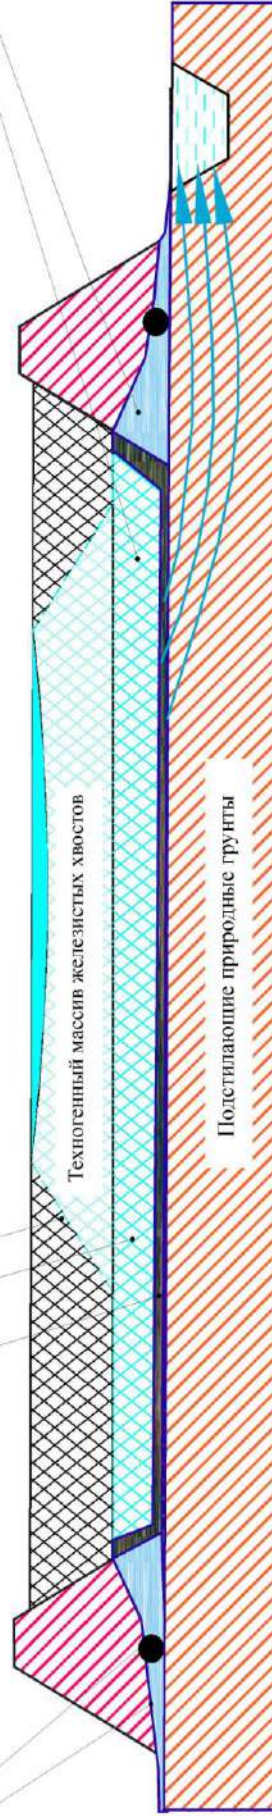 Техногенный массив железистых хвостов
Подстилающие природные грунты